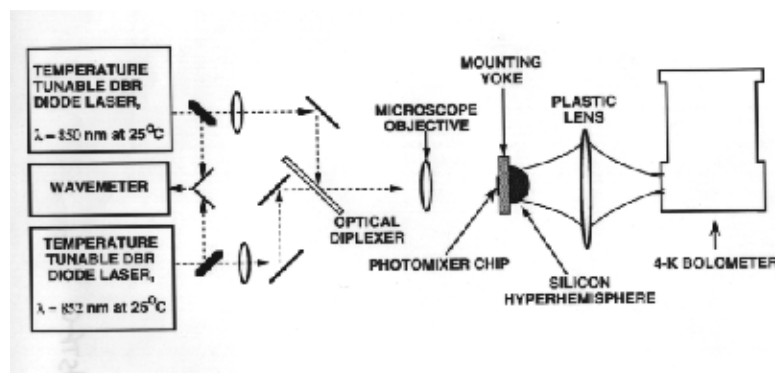 TEMPERATURE
TUNABLE DBR
DIODE LASER,
λ – 850 nm at 25°C
WAVEMETER
TEMPERATURE
TUNABLE DBR
DIODE LASER,
λ – 852 nm at 25°C
OPTICAL
DIPLEXER
MICROSCOPE
OBJECTIVE
MOUNTING
YOKE
PHOTOMIXER CHIP
PLASTIC
LENS
SILICON
HYPERHEMISPHERE
4-K BOLOMETER